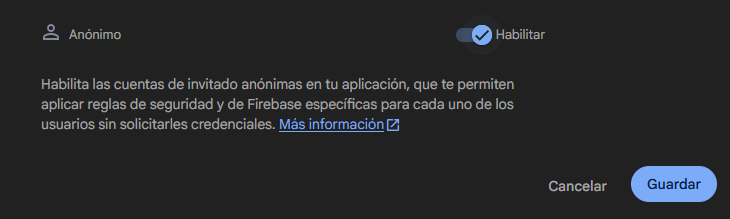 Anónimo
Habilitar
Habilita las cuentas de invitado anónimas en tu aplicación, que te permiten
aplicar reglas de seguridad y de Firebase específicas para cada uno de los
usuarios sin solicitarles credenciales. Más información
Cancelar
Guardar